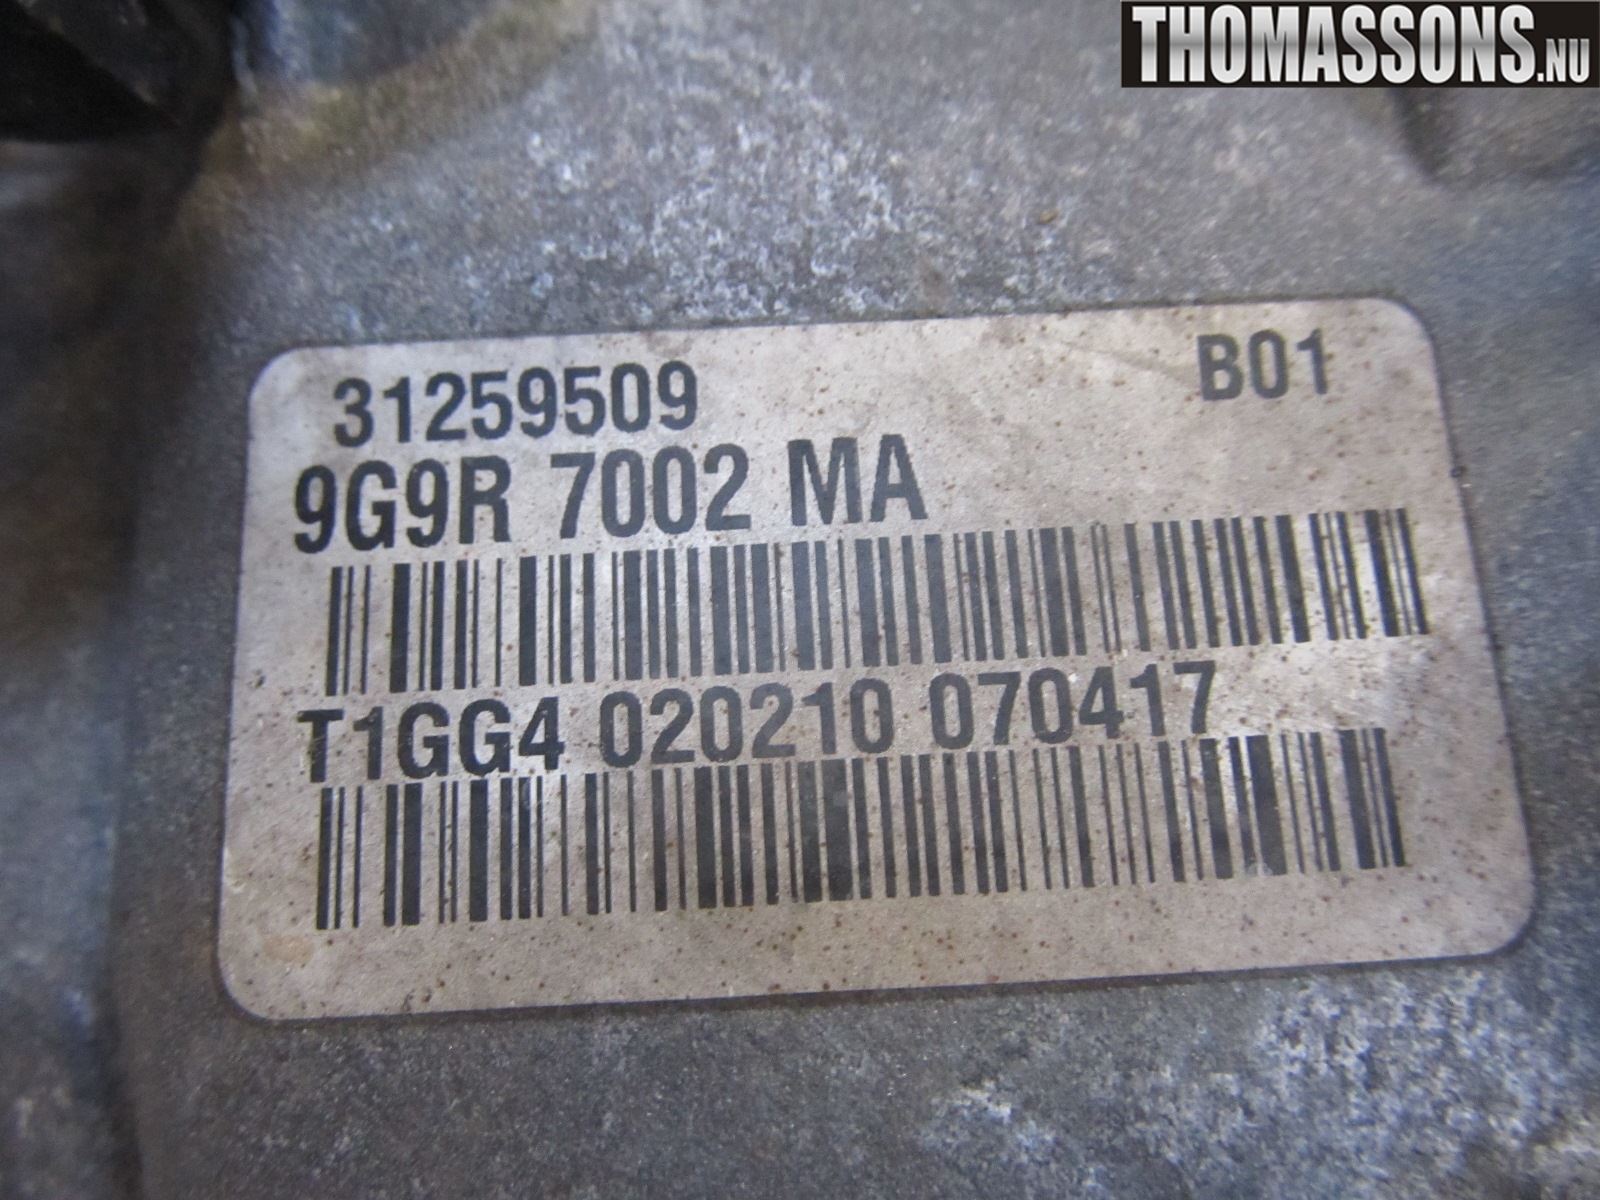 THOMASSONS.NU
31259509 B01
9G9R 7002 MA
T1GG4 020210 070417